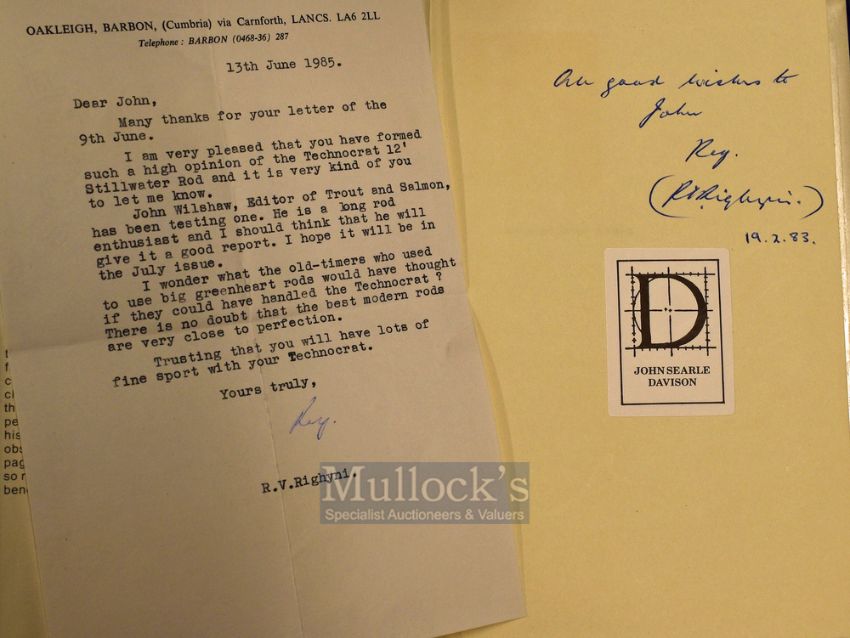 OAKLEIGH, BARBON, (Cumbria) via Carnforth, LANCS. LA6 2LL
Telephone : BARBON (0468-36) 287
13th June 1985.
Dear John,
Many thanks for your letter of the
9th June.
I am very pleased that you have formed
such a high opinion of the Technocrat 12'
Stillwater Rod and it is very kind of you
to let me know.
John Wilshaw, Editor of Trout and Salmon,
has been testing one. He is a long rod
enthusiast and I should think that he will
give it a good report. I hope it will be in
the July issue.
I wonder what the old-timers who used
to use big greenheart rods would have thought
if they could have handled the Technocrat ?
There is no doubt that the best modern rods
are very close to perfection.
Trusting that you will have lots of
fine sport with your Technocrat.
Yours truly,
Reg.
R.V.Righyni.
All good wishes to
John
Reg.
(R V Righyni.)
19.2.83.
D
JOHN SEARLE
DAVISON
Mullock's
Specialist Auctioneers & Valuers